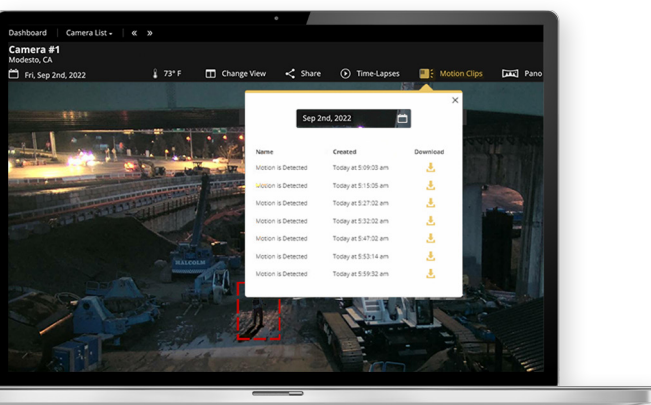 Dashboard
Camera List
«
»
Camera #1
Modesto, CA
Fri, Sep 2nd, 2022
73° F
Change View
Share
Time-Lapses
Motion Clips
Pano
Sep 2nd, 2022
Name Created Download
Motion is Detected Today at 5:09:03 am
Motion is Detected Today at 5:15:05 am
Motion is Detected Today at 5:27:02 am
Motion is Detected Today at 5:32:02 am
Motion is Detected Today at 5:47:02 am
Motion is Detected Today at 5:53:14 am
Motion is Detected Today at 5:59:32 am
MALCOLM